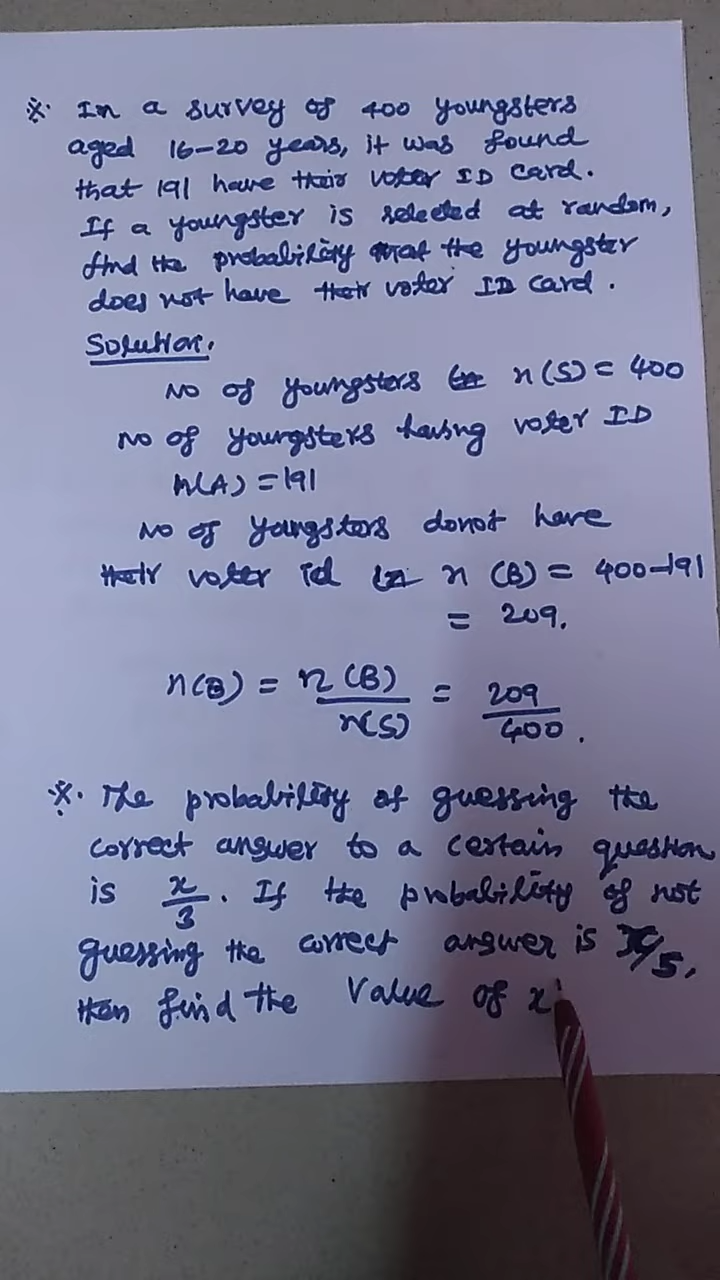 ※. In a survey of 400 youngsters
aged 16-20 years, it was found
that 191 have their voter ID card.
If a youngster is selected at random,
find the probability that the youngster
does not have their voter ID card.
Solution.
No of youngsters n(S) = 400
No of youngsters having voter ID
n(A) = 191
No of youngsters donot have
their voter id n (B) = 400-191
= 209.
n(B) = n(B)/n(S) = 209/400.
※. The probability of guessing the
correct answer to a certain question
is x/3. If the probability of not
guessing the correct answer is x/5,
then find the value of x